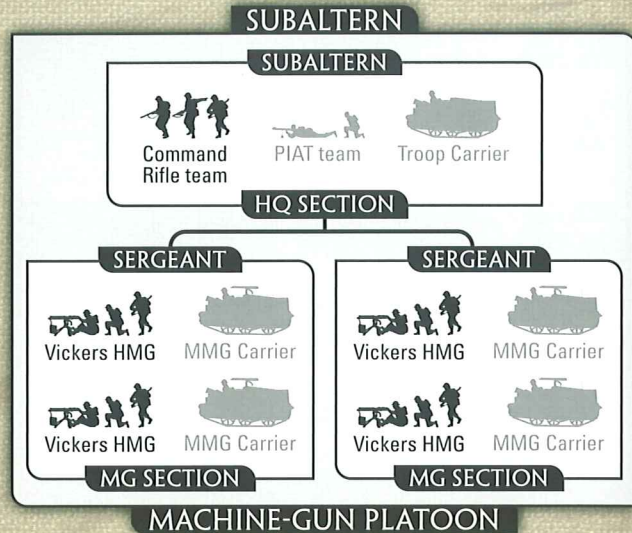 SUBALTERN
SUBALTERN
Command
Rifle team
PIAT team
Troop Carrier
HQ SECTION
SERGEANT
Vickers HMG
MMG Carrier
Vickers HMG
MMG Carrier
MG SECTION
SERGEANT
Vickers HMG
MMG Carrier
Vickers HMG
MMG Carrier
MG SECTION
MACHINE-GUN PLATOON